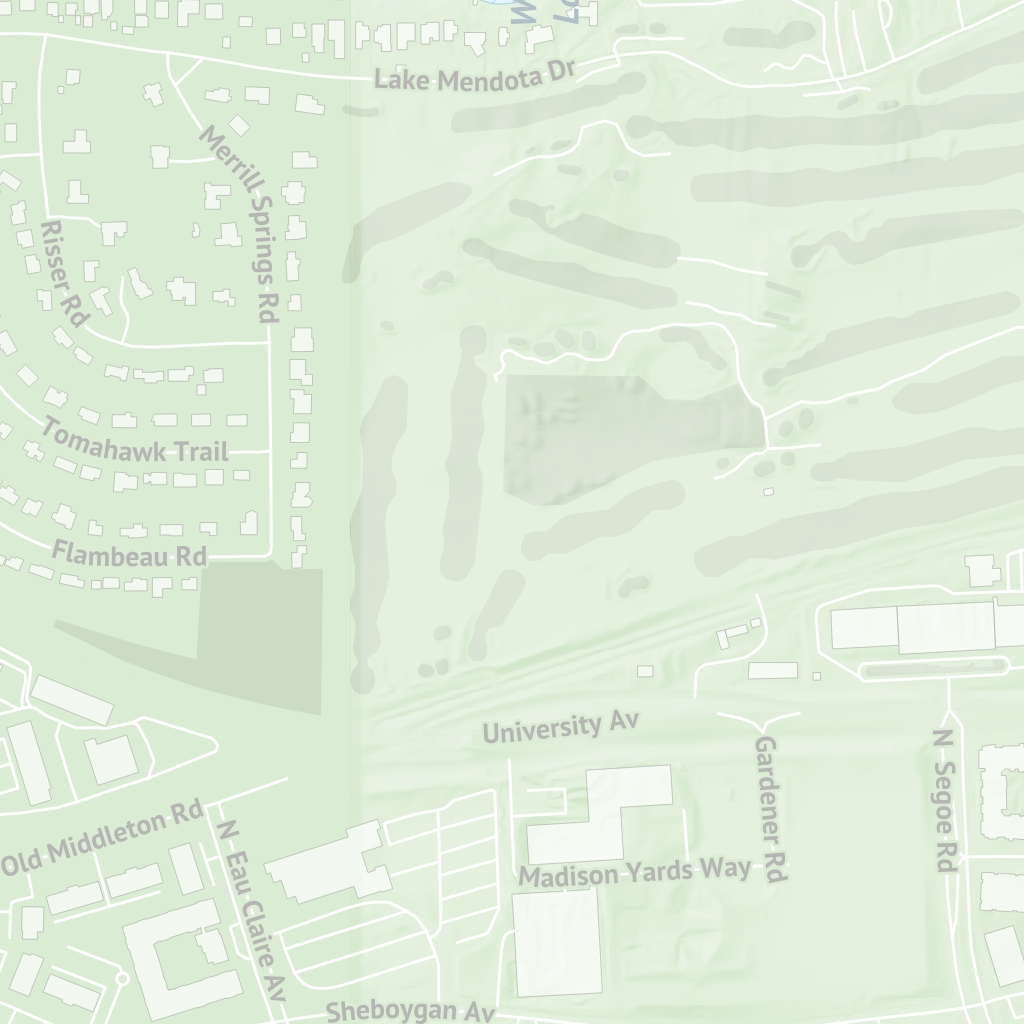 W
Lake Mendota Dr
Merrill Springs Rd
Risser Rd
Tomahawk Trail
Flambeau Rd
University Av
Gardener Rd
N Segoe Rd
Old Middleton Rd
N Eau Claire Av
Madison Yards Way
Sheboygan Av